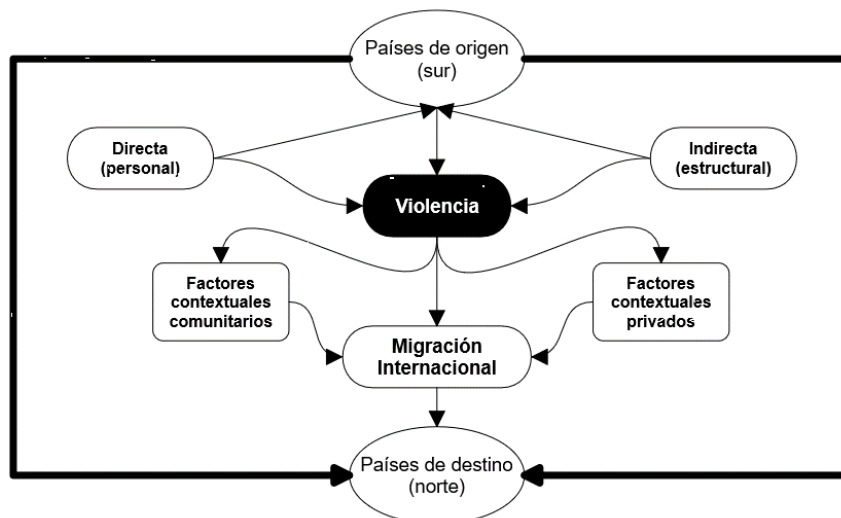 Países de origen
(sur)
Directa
(personal)
Indirecta
(estructural)
Violencia
Factores
contextuales
comunitarios
Factores
contextuales
privados
Migración
Internacional
Países de destino
(norte)